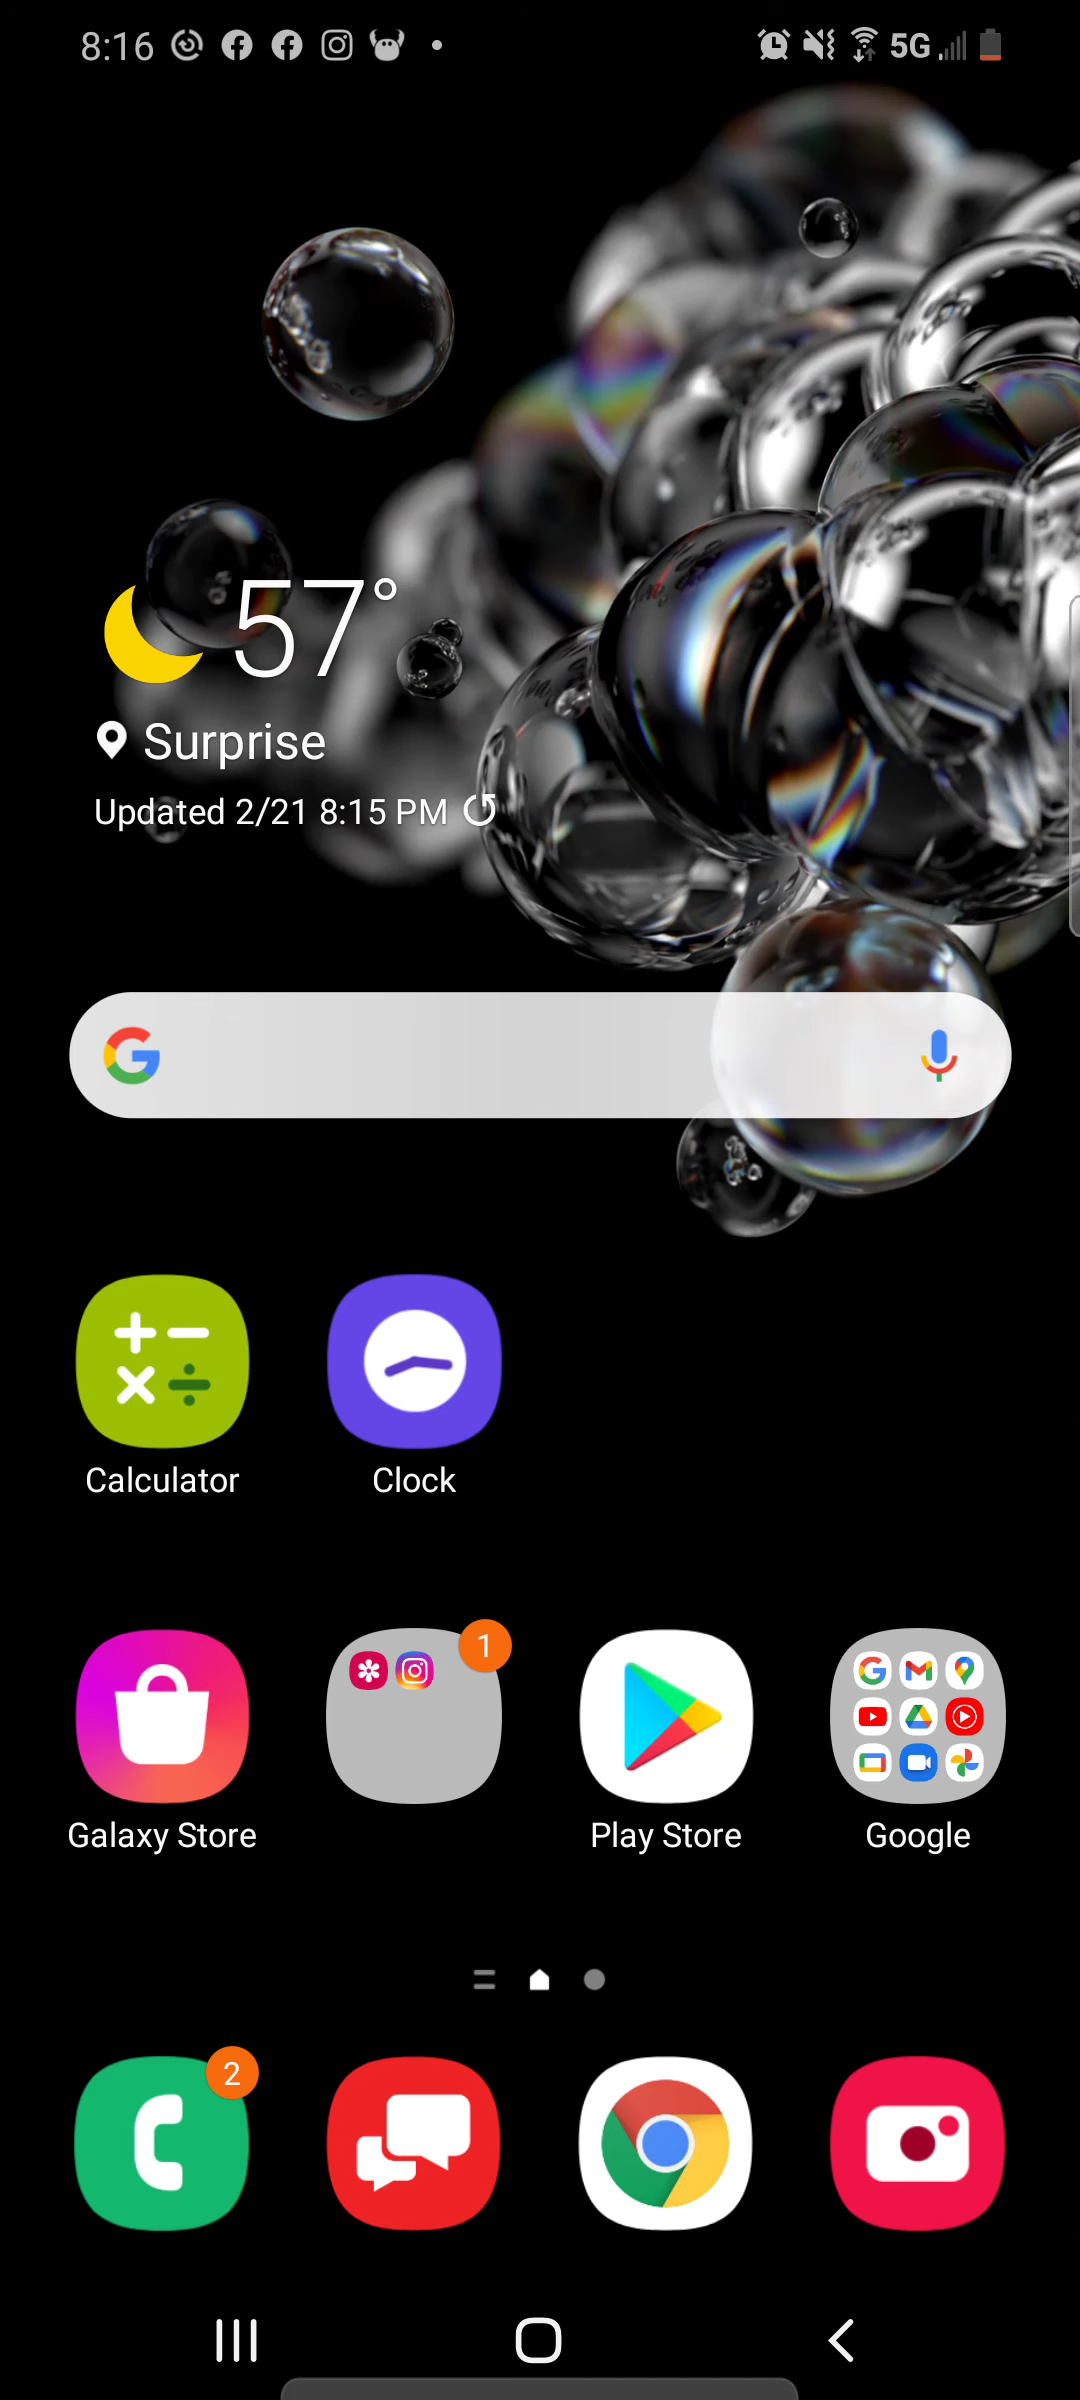 8:16 5G
57°
Surprise
Updated 2/21 8:15 PM
Calculator Clock
1
Galaxy Store Play Store Google
2